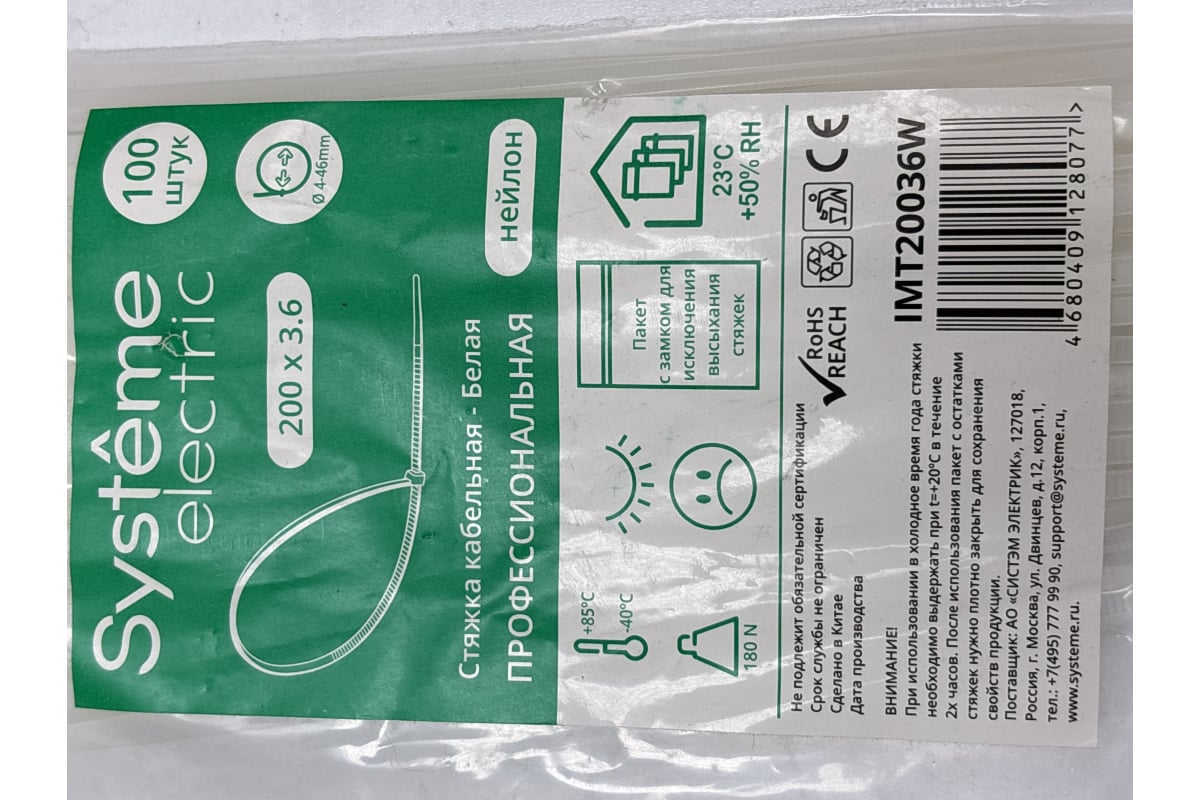 Systême
electric
100
штук
200 x 3.6
Ø 4-46mm
Стяжка кабельная - Белая
ПРОФЕССИОНАЛЬНАЯ
нейлон
+85°C
-40°C
180 N
Пакет
с замком для
исключения
высыхания
стяжек
23°C
+50% RH
Не подлежит обязательной сертификации
Срок службы не ограничен
Сделано в Китае
Дата производства
RoHS
REACH
CE
ВНИМАНИЕ!
При использовании в холодное время года стяжки
необходимо выдержать при t=+20°C в течение
2х часов. После использования пакет с остатками
стяжек нужно плотно закрыть для сохранения
свойств продукции.
Поставщик: АО «СИСТЭМ ЭЛЕКТРИК», 127018,
Россия, г. Москва, ул. Двинцев, д.12, корп.1,
тел.: +7(495) 777 99 90, support@systeme.ru,
www.systeme.ru.
IMT20036W
4 680409 128077 >